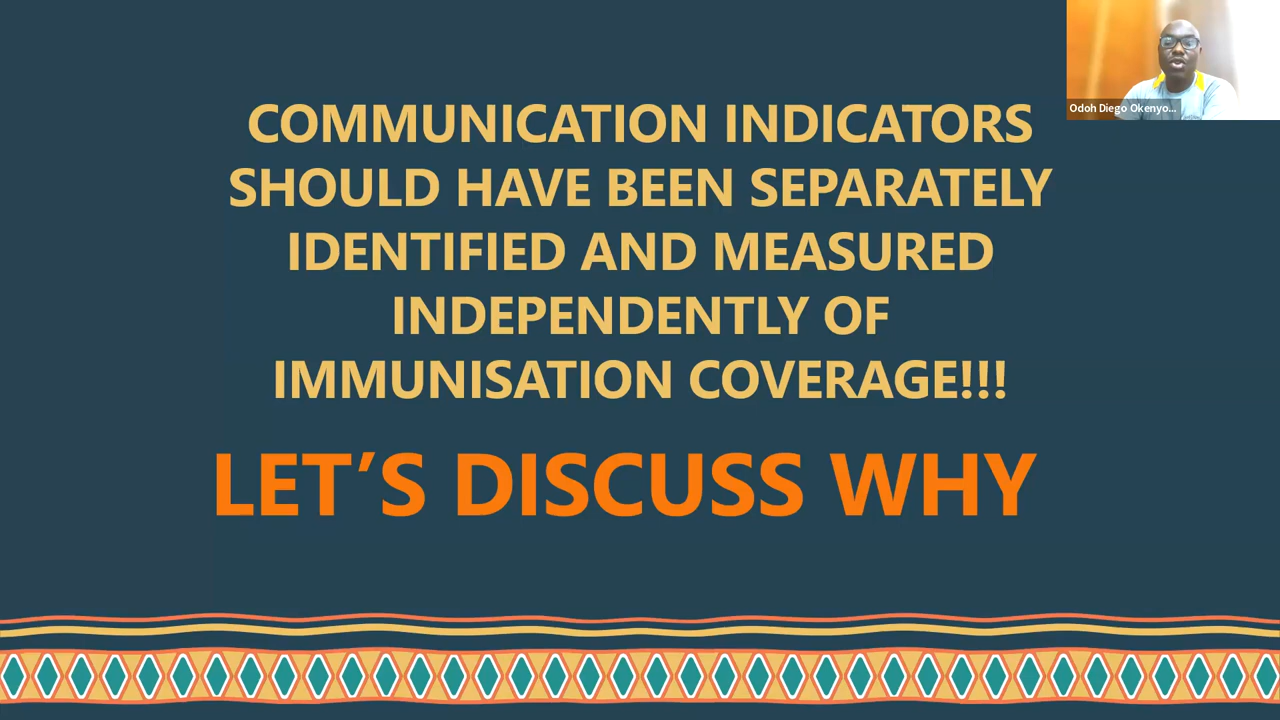 COMMUNICATION INDICATORS
SHOULD HAVE BEEN SEPARATELY
IDENTIFIED AND MEASURED
INDEPENDENTLY OF
IMMUNISATION COVERAGE!!!
LET’S DISCUSS WHY
Odoh Diego Okenyo...